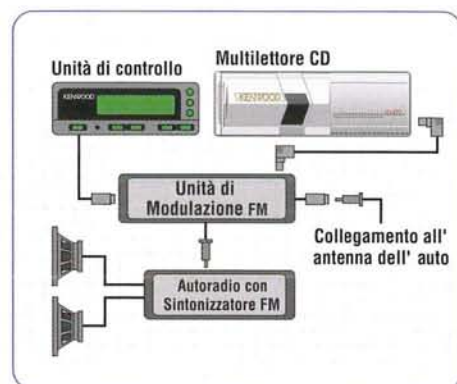 Unità di controllo
Multilettore CD
KENWOOD
KENWOOD
Unità di
Modulazione FM
Collegamento all'
antenna dell' auto
Autoradio con
Sintonizzatore FM